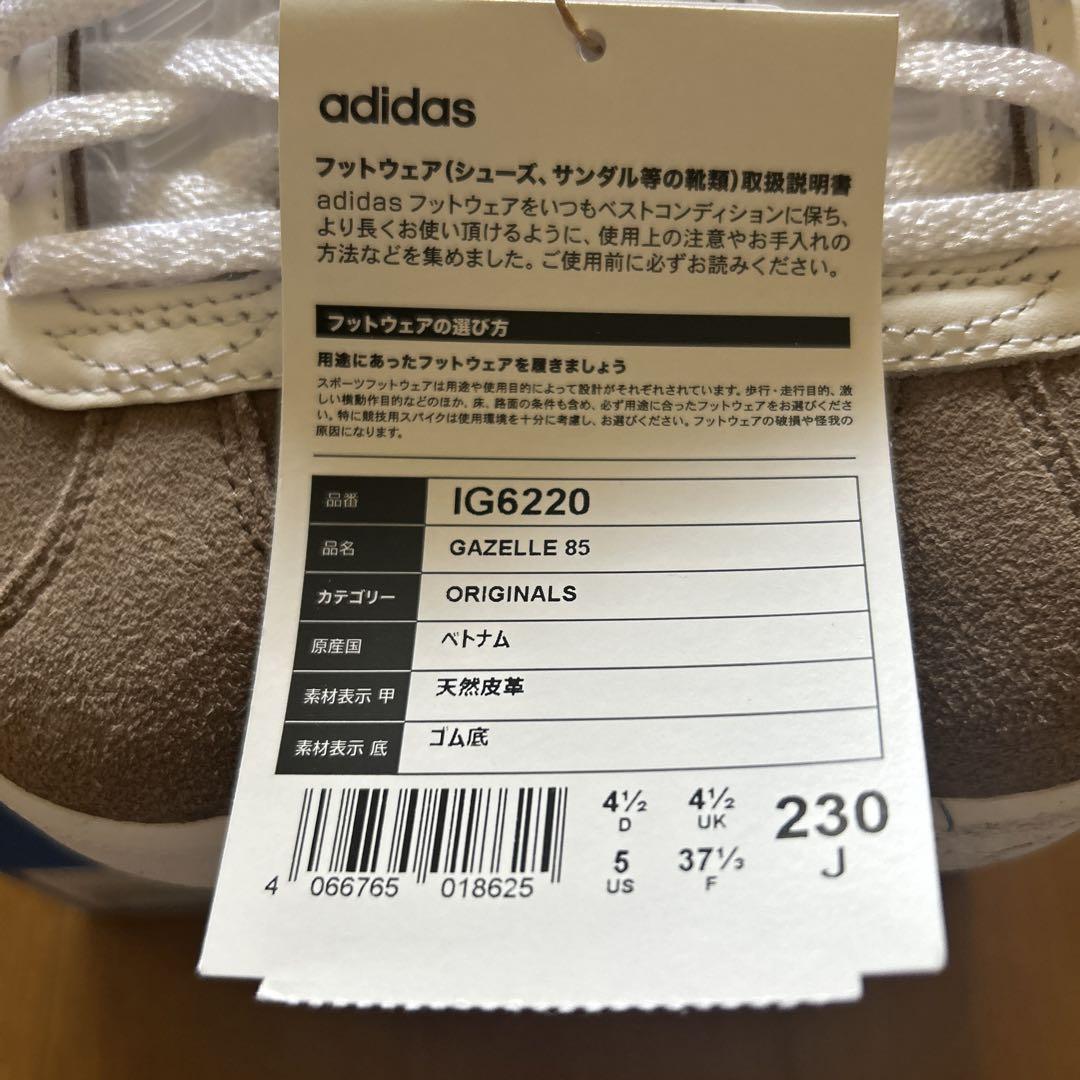 adidas
フットウェア(シューズ、サンダル等の靴類)取扱説明書
adidas フットウェアをいつもベストコンディションに保ち、
より長くお使い頂けるように、使用上の注意やお手入れの
方法などを集めました。ご使用前に必ずお読みください。
フットウェアの選び方
用途にあったフットウェアを履きましょう
スポーツフットウェアは用途や使用目的によって設計がそれぞれされています。歩行・走行目的、激
しい横動作目的などのほか、床、路面の条件も含め、必ず用途に合ったフットウェアをお選びくださ
い。特に競技用スパイクは使用環境を十分に考慮し、お選びください。フットウェアの破損や怪我の
原因になります。
品番 IG6220
品名 GAZELLE 85
カテゴリー ORIGINALS
原産国 ベトナム
素材表示 甲 天然皮革
素材表示 底 ゴム底
4½ D 4½ UK 230 J
5 US 37⅓ F
4 066765 018625